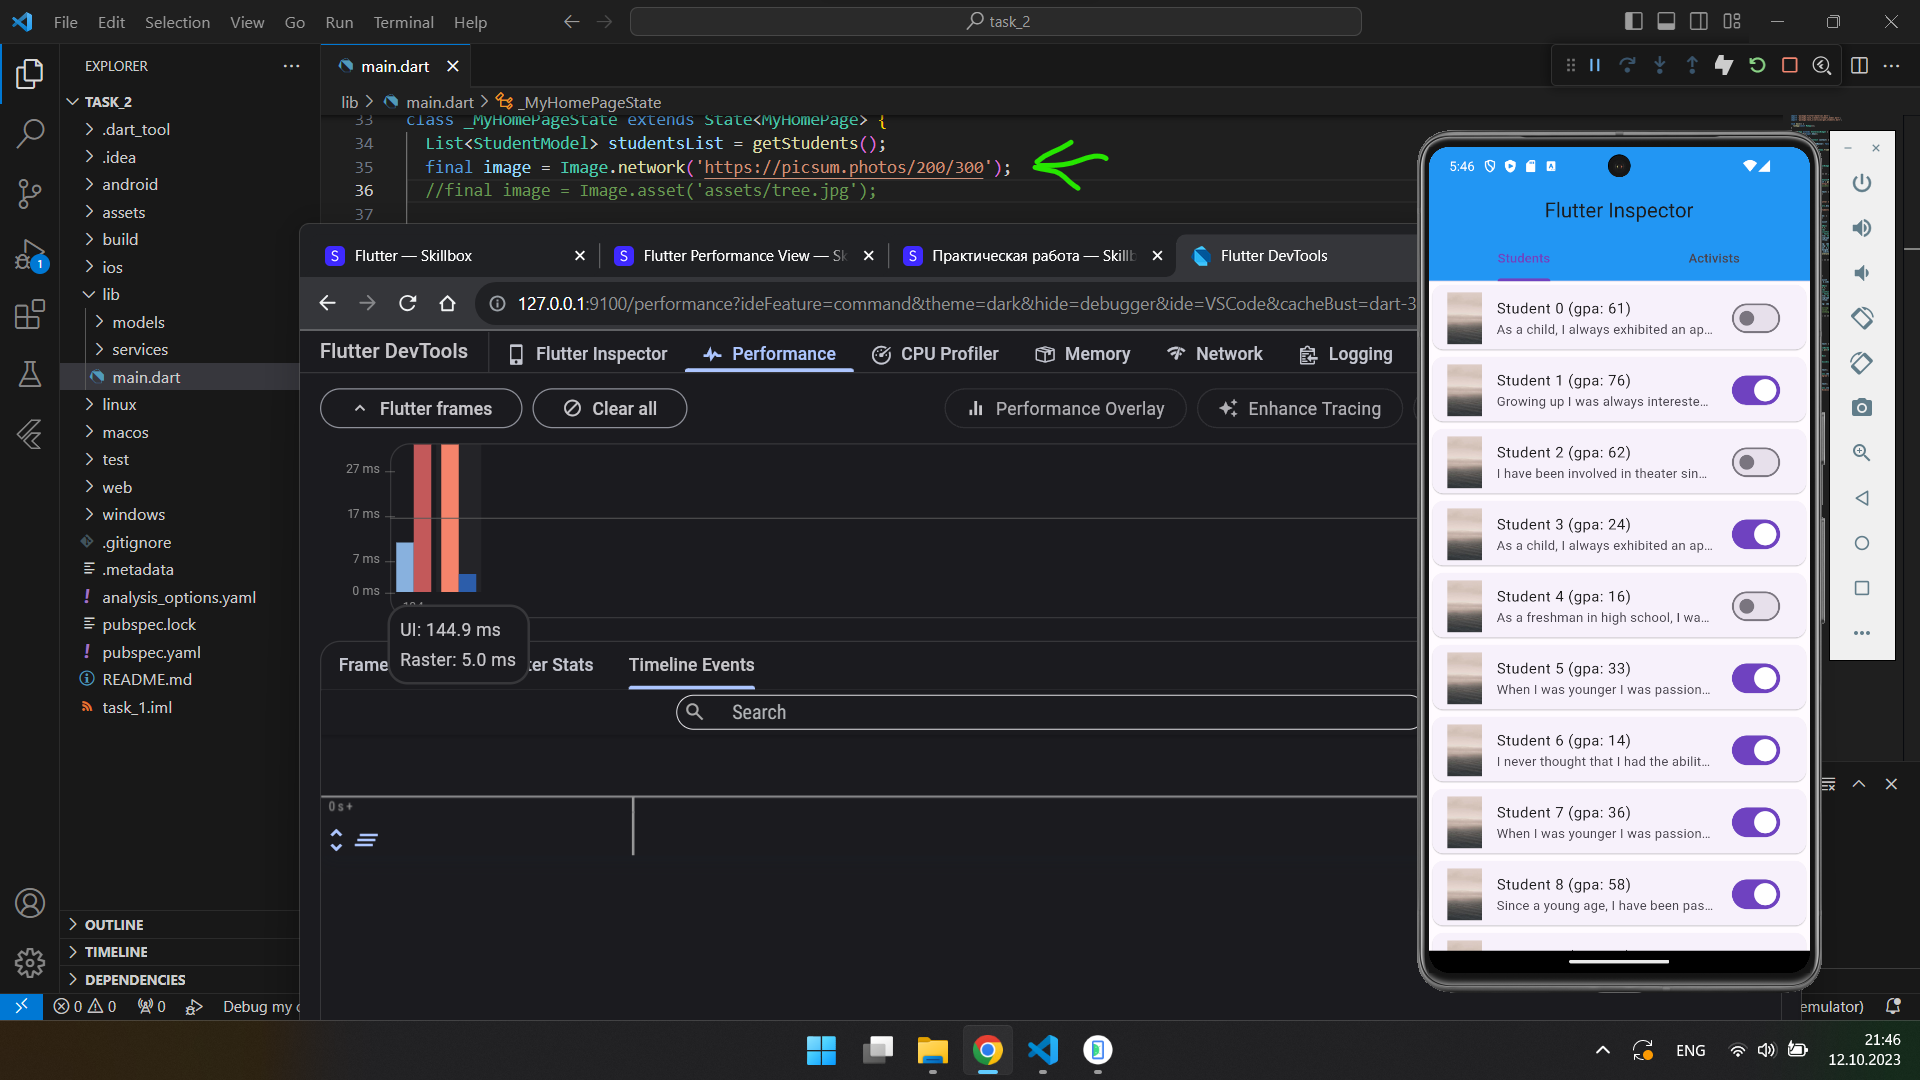 File Edit Selection View Go Run Terminal Help
task_2
EXPLORER
TASK_2
.dart_tool
.idea
android
assets
build
ios
lib
models
services
main.dart
linux
macos
test
web
windows
.gitignore
.metadata
analysis_options.yaml
pubspec.lock
pubspec.yaml
README.md
task_1.iml
OUTLINE
TIMELINE
DEPENDENCIES
1
main.dart
lib > main.dart > _MyHomePageState
33 class _MyHomePageState extends State<MyHomePage> {
34 List<StudentModel> studentsList = getStudents();
35 final image = Image.network('https://picsum.photos/200/300');
36 //final image = Image.asset('assets/tree.jpg');
37
Flutter — Skillbox
Flutter Performance View — Sk
Практическая работа — Skillb
Flutter DevTools
127.0.0.1:9100/performance?ideFeature=command&theme=dark&hide=debugger&ide=VSCode&cacheBust=dart-3
Flutter DevTools Flutter Inspector Performance CPU Profiler Memory Network Logging
Flutter frames Clear all Performance Overlay Enhance Tracing
27 ms
17 ms
7 ms
0 ms
UI: 144.9 ms
Raster: 5.0 ms
Frame ter Stats Timeline Events
Search
0 s+
5:46
Flutter Inspector
Students Activists
Student 0 (gpa: 61)
As a child, I always exhibited an ap...
Student 1 (gpa: 76)
Growing up I was always intereste...
Student 2 (gpa: 62)
I have been involved in theater sin...
Student 3 (gpa: 24)
As a child, I always exhibited an ap...
Student 4 (gpa: 16)
As a freshman in high school, I wa...
Student 5 (gpa: 33)
When I was younger I was passion...
Student 6 (gpa: 14)
I never thought that I had the abilit...
Student 7 (gpa: 36)
When I was younger I was passion...
Student 8 (gpa: 58)
Since a young age, I have been pas...
0 0 0 Debug my c
emulator)
ENG
21:46
12.10.2023